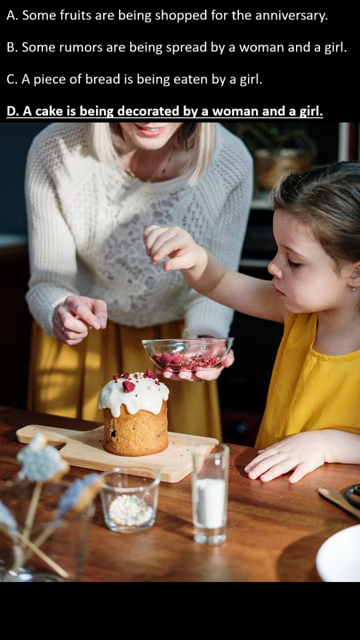 A. Some fruits are being shopped for the anniversary.
B. Some rumors are being spread by a woman and a girl.
C. A piece of bread is being eaten by a girl.
D. A cake is being decorated by a woman and a girl.